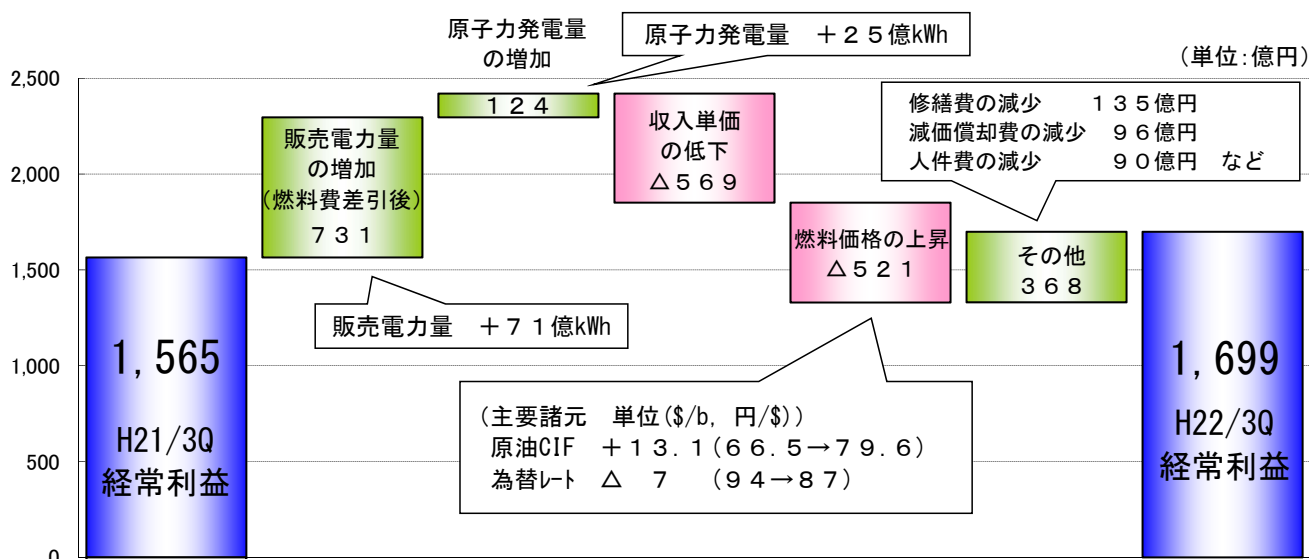 原子力発電量
の増加
原子力発電量　＋２５億kWh
(単位：億円)
2,500
2,000
1,500
1,000
500
0
１２４
販売電力量
の増加
(燃料費差引後)
７３１
収入単価
の低下
△５６９
修繕費の減少　１３５億円
減価償却費の減少　９６億円
人件費の減少　９０億円　など
燃料価格の上昇
△５２１
その他
３６８
販売電力量　＋７１億kWh
1,565
H21/3Q
経常利益
(主要諸元　単位($/b, 円/$))
原油CIF　＋１３.１(６６.５→７９.６)
為替ﾚｰﾄ　△　７　(９４→８７)
1,699
H22/3Q
経常利益